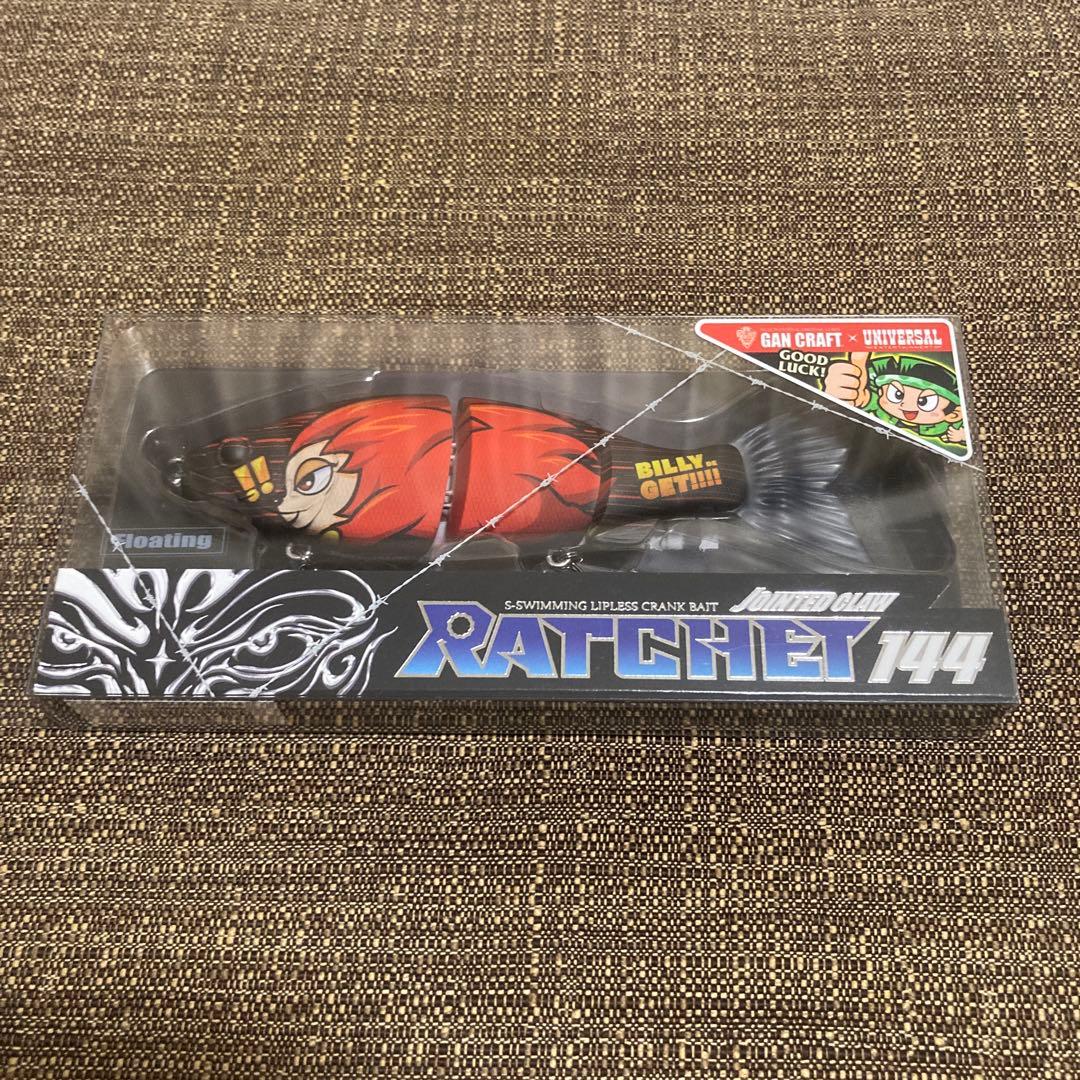 GAN CRAFT × UNIVERSAL
GOOD
LUCK!
!!
BILLY
GET!!!!
Floating
JOINTED CLAW
S-SWIMMING LIPLESS CRANK BAIT
RATCHET 144